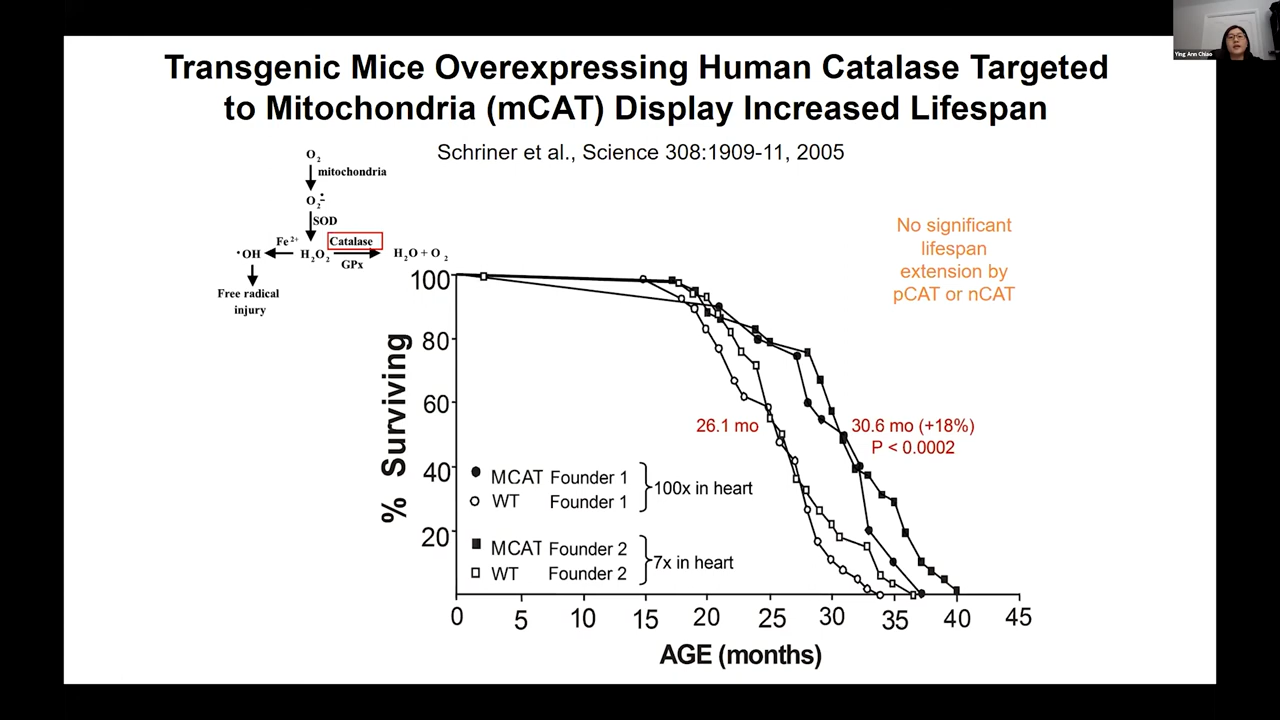 Ying Ann Chiao
Transgenic Mice Overexpressing Human Catalase Targeted
to Mitochondria (mCAT) Display Increased Lifespan
Schriner et al., Science 308:1909-11, 2005
O2
mitochondria
O2•-
SOD
Fe2+
Catalase
•OH
H2O2
H2O + O2
GPx
Free radical
injury
No significant
lifespan
extension by
pCAT or nCAT
100
80
60
40
20
% Surviving
26.1 mo
30.6 mo (+18%)
P < 0.0002
MCAT Founder 1
WT Founder 1
100x in heart
MCAT Founder 2
WT Founder 2
7x in heart
0 5 10 15 20 25 30 35 40 45
AGE (months)